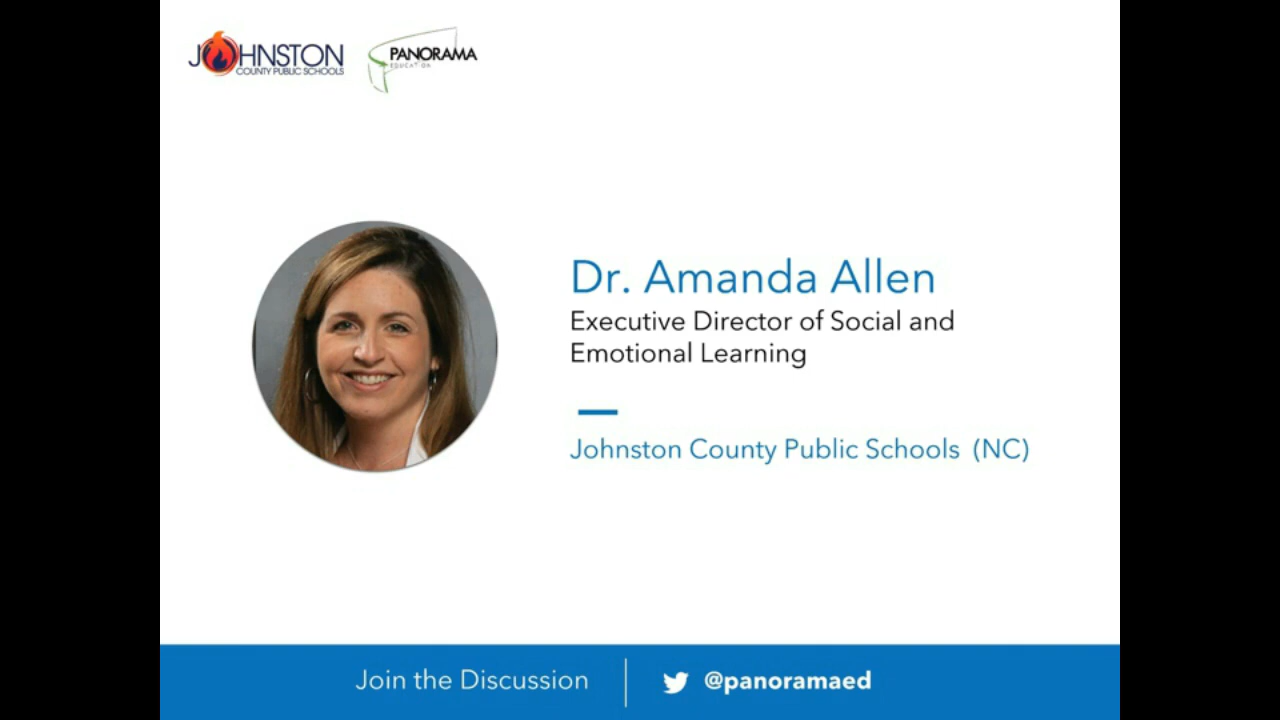 JOHNSTON
COUNTY PUBLIC SCHOOLS
PANORAMA
EDUCATION
Dr. Amanda Allen
Executive Director of Social and
Emotional Learning
Johnston County Public Schools (NC)
Join the Discussion
@panoramaed